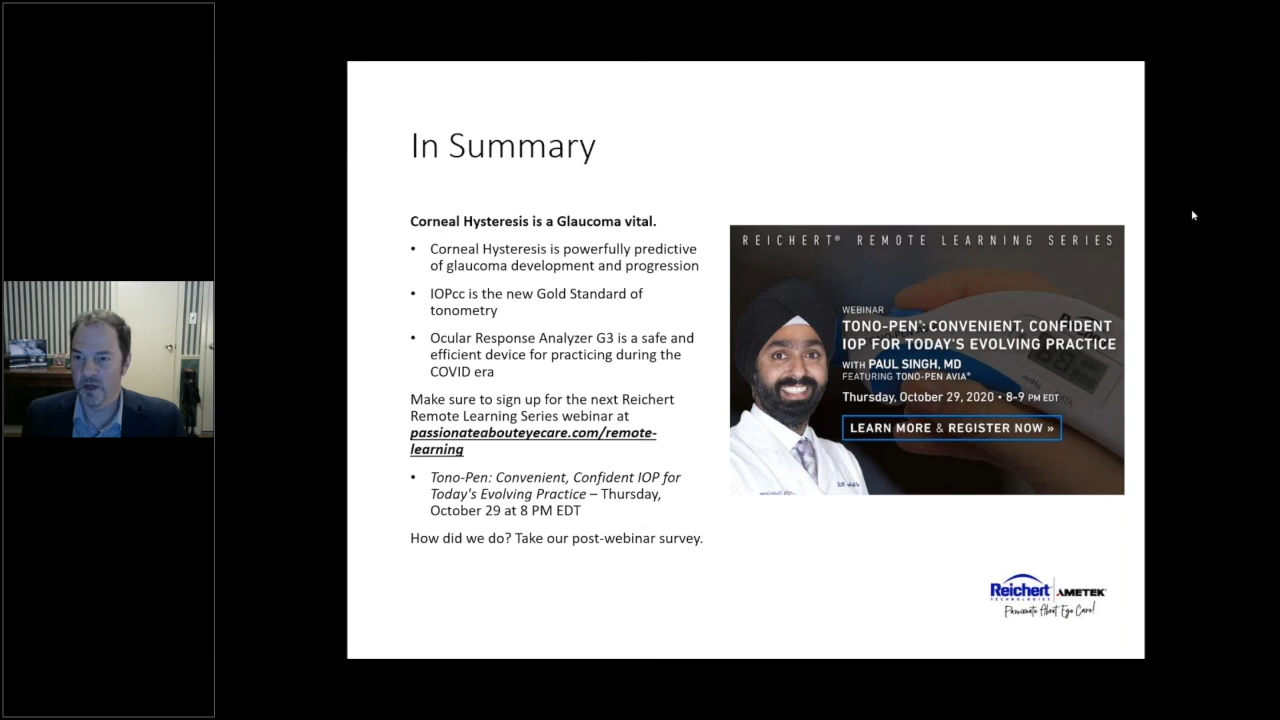 In Summary
Corneal Hysteresis is a Glaucoma vital.
• Corneal Hysteresis is powerfully predictive
of glaucoma development and progression
• IOPcc is the new Gold Standard of
tonometry
• Ocular Response Analyzer G3 is a safe and
efficient device for practicing during the
COVID era
Make sure to sign up for the next Reichert
Remote Learning Series webinar at
passionateabouteyecare.com/remote-
learning
• Tono-Pen: Convenient, Confident IOP for
Today's Evolving Practice – Thursday,
October 29 at 8 PM EDT
How did we do? Take our post-webinar survey.
REICHERT® REMOTE LEARNING SERIES
WEBINAR
TONO-PEN®: CONVENIENT, CONFIDENT
IOP FOR TODAY'S EVOLVING PRACTICE
WITH PAUL SINGH, MD
FEATURING TONO-PEN AVIA®
Thursday, October 29, 2020 • 8-9 PM EDT
LEARN MORE & REGISTER NOW »
Reichert
TECHNOLOGIES
AMETEK®
Passionate About Eye Care!